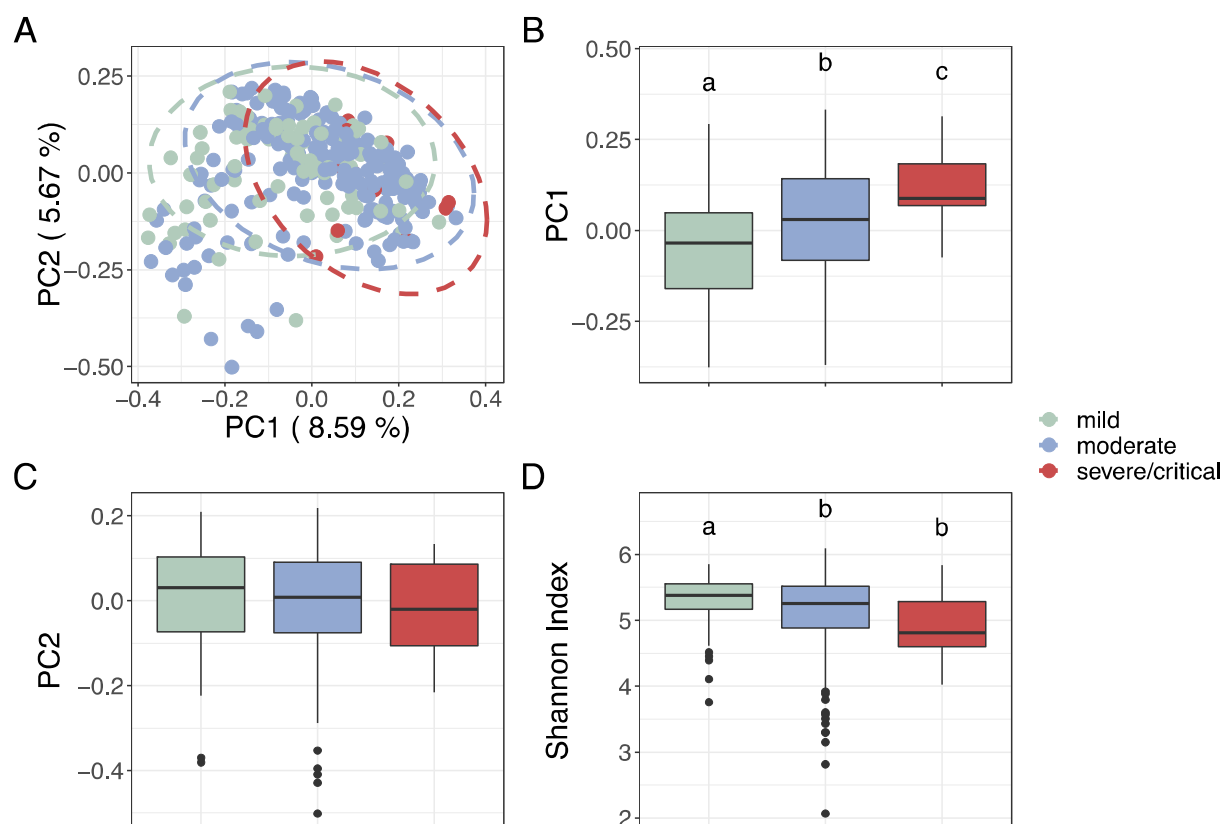 A
PC2 ( 5.67 %)
0.25
0.00
−0.25
−0.50
−0.4
−0.2
0.0
0.2
0.4
PC1 ( 8.59 %)
B
PC1
0.50
0.25
0.00
−0.25
a
b
c
mild
moderate
severe/critical
C
PC2
0.2
0.0
−0.2
−0.4
D
Shannon Index
6
5
4
3
2
a
b
b